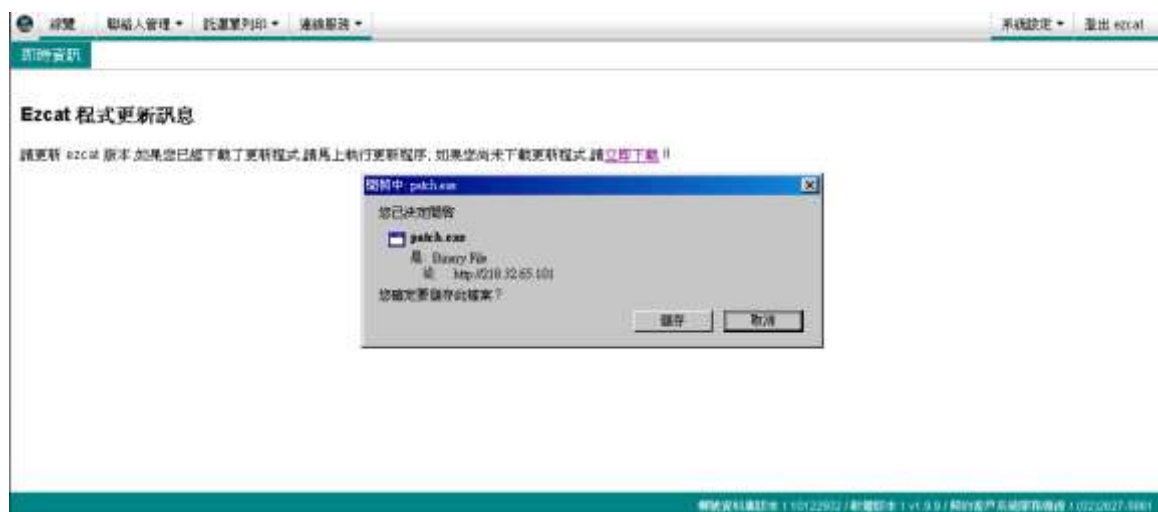 總覽 聯絡人管理 託運單列印 連線服務 系統設定 登出 ezcat
即時資訊
Ezcat 程式更新訊息
請更新 ezcat 版本,如果您已經下載了更新程式,請馬上執行更新程序; 如果您尚未下載更新程式,請立即下載 !!
開啟中: patch.exe
您已決定開啟
patch.exe
是 Binary File
從 http://218.32.65.101
您確定要儲存此檔案?
儲存 取消